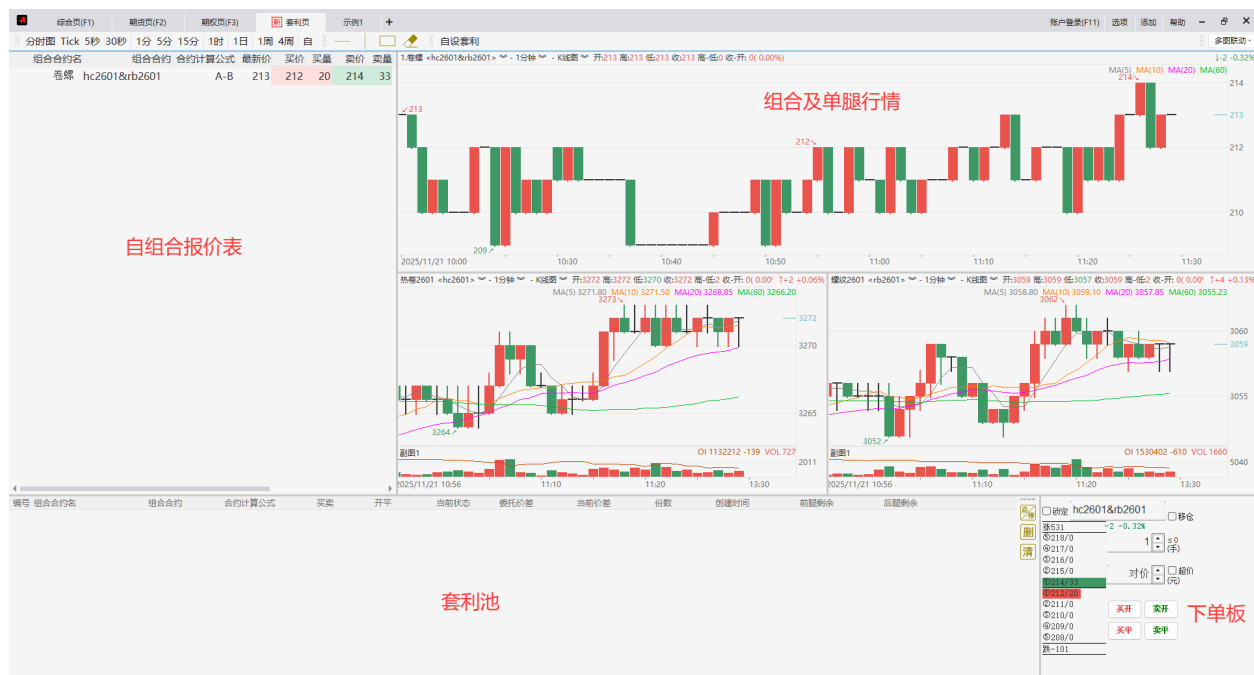 综合页(F1) 期货页(F2) 期权页(F3) 新 套利页 示例1 + 账户登录(F11) 选项 添加 帮助
分时图 Tick 5秒 30秒 1分 5分 15分 1时 1日 1周 4周 自 自设套利 多图联动
组合合约名 组合合约 合约计算公式 最新价 买价 买量 卖价 卖量
卷螺 hc2601&rb2601 A-B 213 212 20 214 33
自组合报价表
1.卷螺 <hc2601&rb2601> - 1分钟 - K线图 开:213 高:213 低:213 收:213 高-低:0 收-开: 0( 0.00%) ↓-2 -0.32%
MA(5) MA(10) MA(20) MA(60)
组合及单腿行情
213
214
212
209
214
213
212
210
2025/11/21 10:00 10:30 10:40 10:50 11:00 11:10 11:20 11:30
热卷2601 <hc2601> - 1分钟 - K线图 开:3272 高:3272 低:3270 收:3272 高-低:2 收-开: 0( 0.00% ↑+2 +0.06%
MA(5) 3271.80 MA(10) 3271.50 MA(20) 3269.85 MA(60) 3266.20
3273
3264
3272
3270
3265
副图1 OI 1132212 -139 VOL 727
2011
2025/11/21 10:56 11:10 11:20 13:30
螺纹2601 <rb2601> - 1分钟 - K线图 开:3059 高:3059 低:3057 收:3059 高-低:2 收-开: 0( 0.00% ↑+4 +0.13%
MA(5) 3058.80 MA(10) 3059.10 MA(20) 3057.85 MA(60) 3055.23
3062
3052
3060
3059
3055
副图1 OI 1530402 -610 VOL 1660
5040
2025/11/21 10:56 11:10 11:20 13:30
编号 组合合约名 组合合约 合约计算公式 买卖 开平 当前状态 委托价差 当前价差 份数 创建时间 前腿剩余 后腿剩余
套利池
启/停
删
清
锁定 hc2601&rb2601 移仓
涨531 -2 -0.32%
⑤218/0
④217/0
③216/0
②215/0
①214/33
①212/20
②211/0
③210/0
④209/0
⑤208/0
跌-101
1 ≤0 (手)
对价 超价 (元)
买开 卖开
买平 卖平
下单板